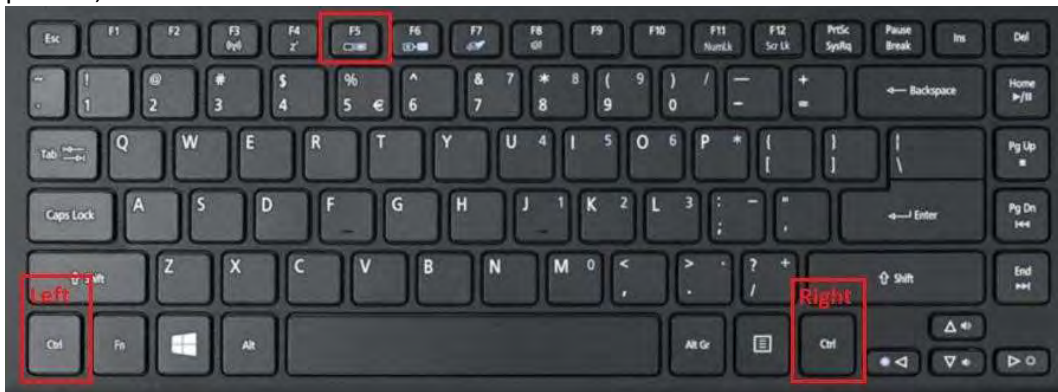 Esc F1 F2 F3 F4 F5 F6 F7 F8 F9 F10 F11 F12 PrtSc Pause Ins Del
z² NumLk Scr Lk SysRq Break
~ ! @ # $ % ^ & 7 * 8 ( 9 ) / — + Backspace Home
1 2 3 4 5 € 6 7 8 9 0 - =
Tab Q W E R T Y U 4 I 5 O 6 P * { } | Pg Up
[ ] \
Caps Lock A S D F G H J 1 K 2 L 3 : - " Enter Pg Dn
; '
Shift Z X C V B N M 0 < > . ? + Shift End
, . /
Left Right
Ctrl Fn Alt Alt Gr Ctrl